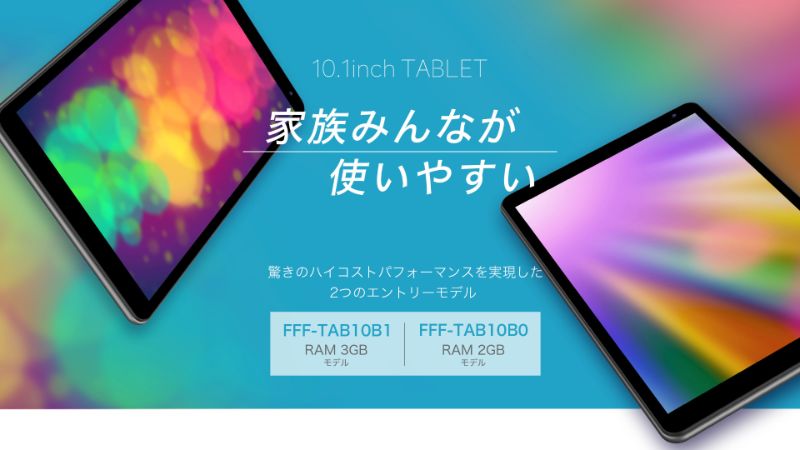 10.1inch TABLET
家族みんなが
使いやすい
驚きのハイコストパフォーマンスを実現した
2つのエントリーモデル
FFF-TAB10B1
RAM 3GB
モデル
FFF-TAB10B0
RAM 2GB
モデル